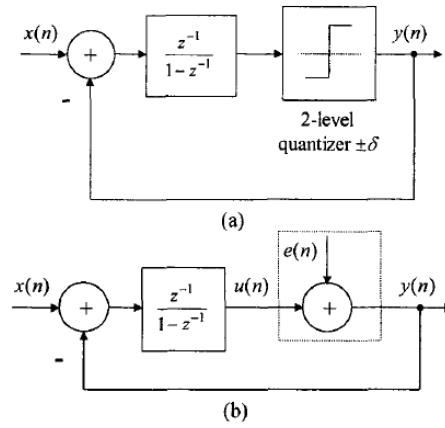 x(n)
+
-
z⁻¹
1 - z⁻¹
y(n)
2-level
quantizer ±δ
(a)
x(n)
+
-
z⁻¹
1 - z⁻¹
u(n)
e(n)
+
y(n)
(b)